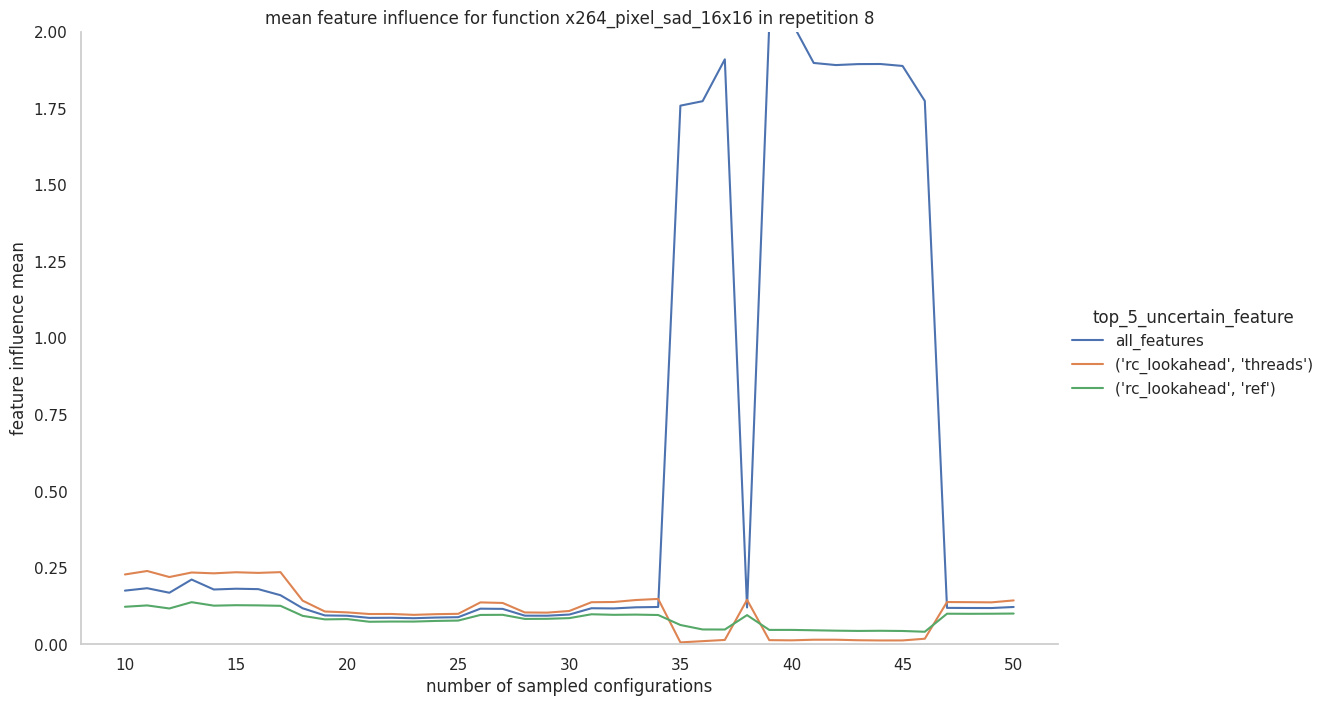 mean feature influence for function x264_pixel_sad_16x16 in repetition 8
2.00
1.75
1.50
1.25
1.00
0.75
0.50
0.25
0.00
feature influence mean
10 15 20 25 30 35 40 45 50
number of sampled configurations
top_5_uncertain_feature
all_features
('rc_lookahead', 'threads')
('rc_lookahead', 'ref')